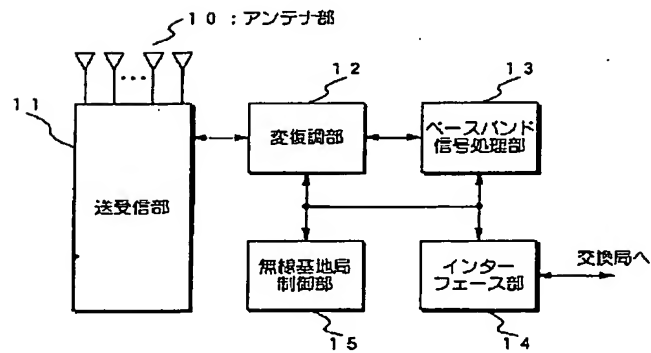 10：アンテナ部
11
12
13
送受信部
変復調部
ベースバンド
信号処理部
無線基地局
制御部
インター
フェース部
交換局へ
15
14